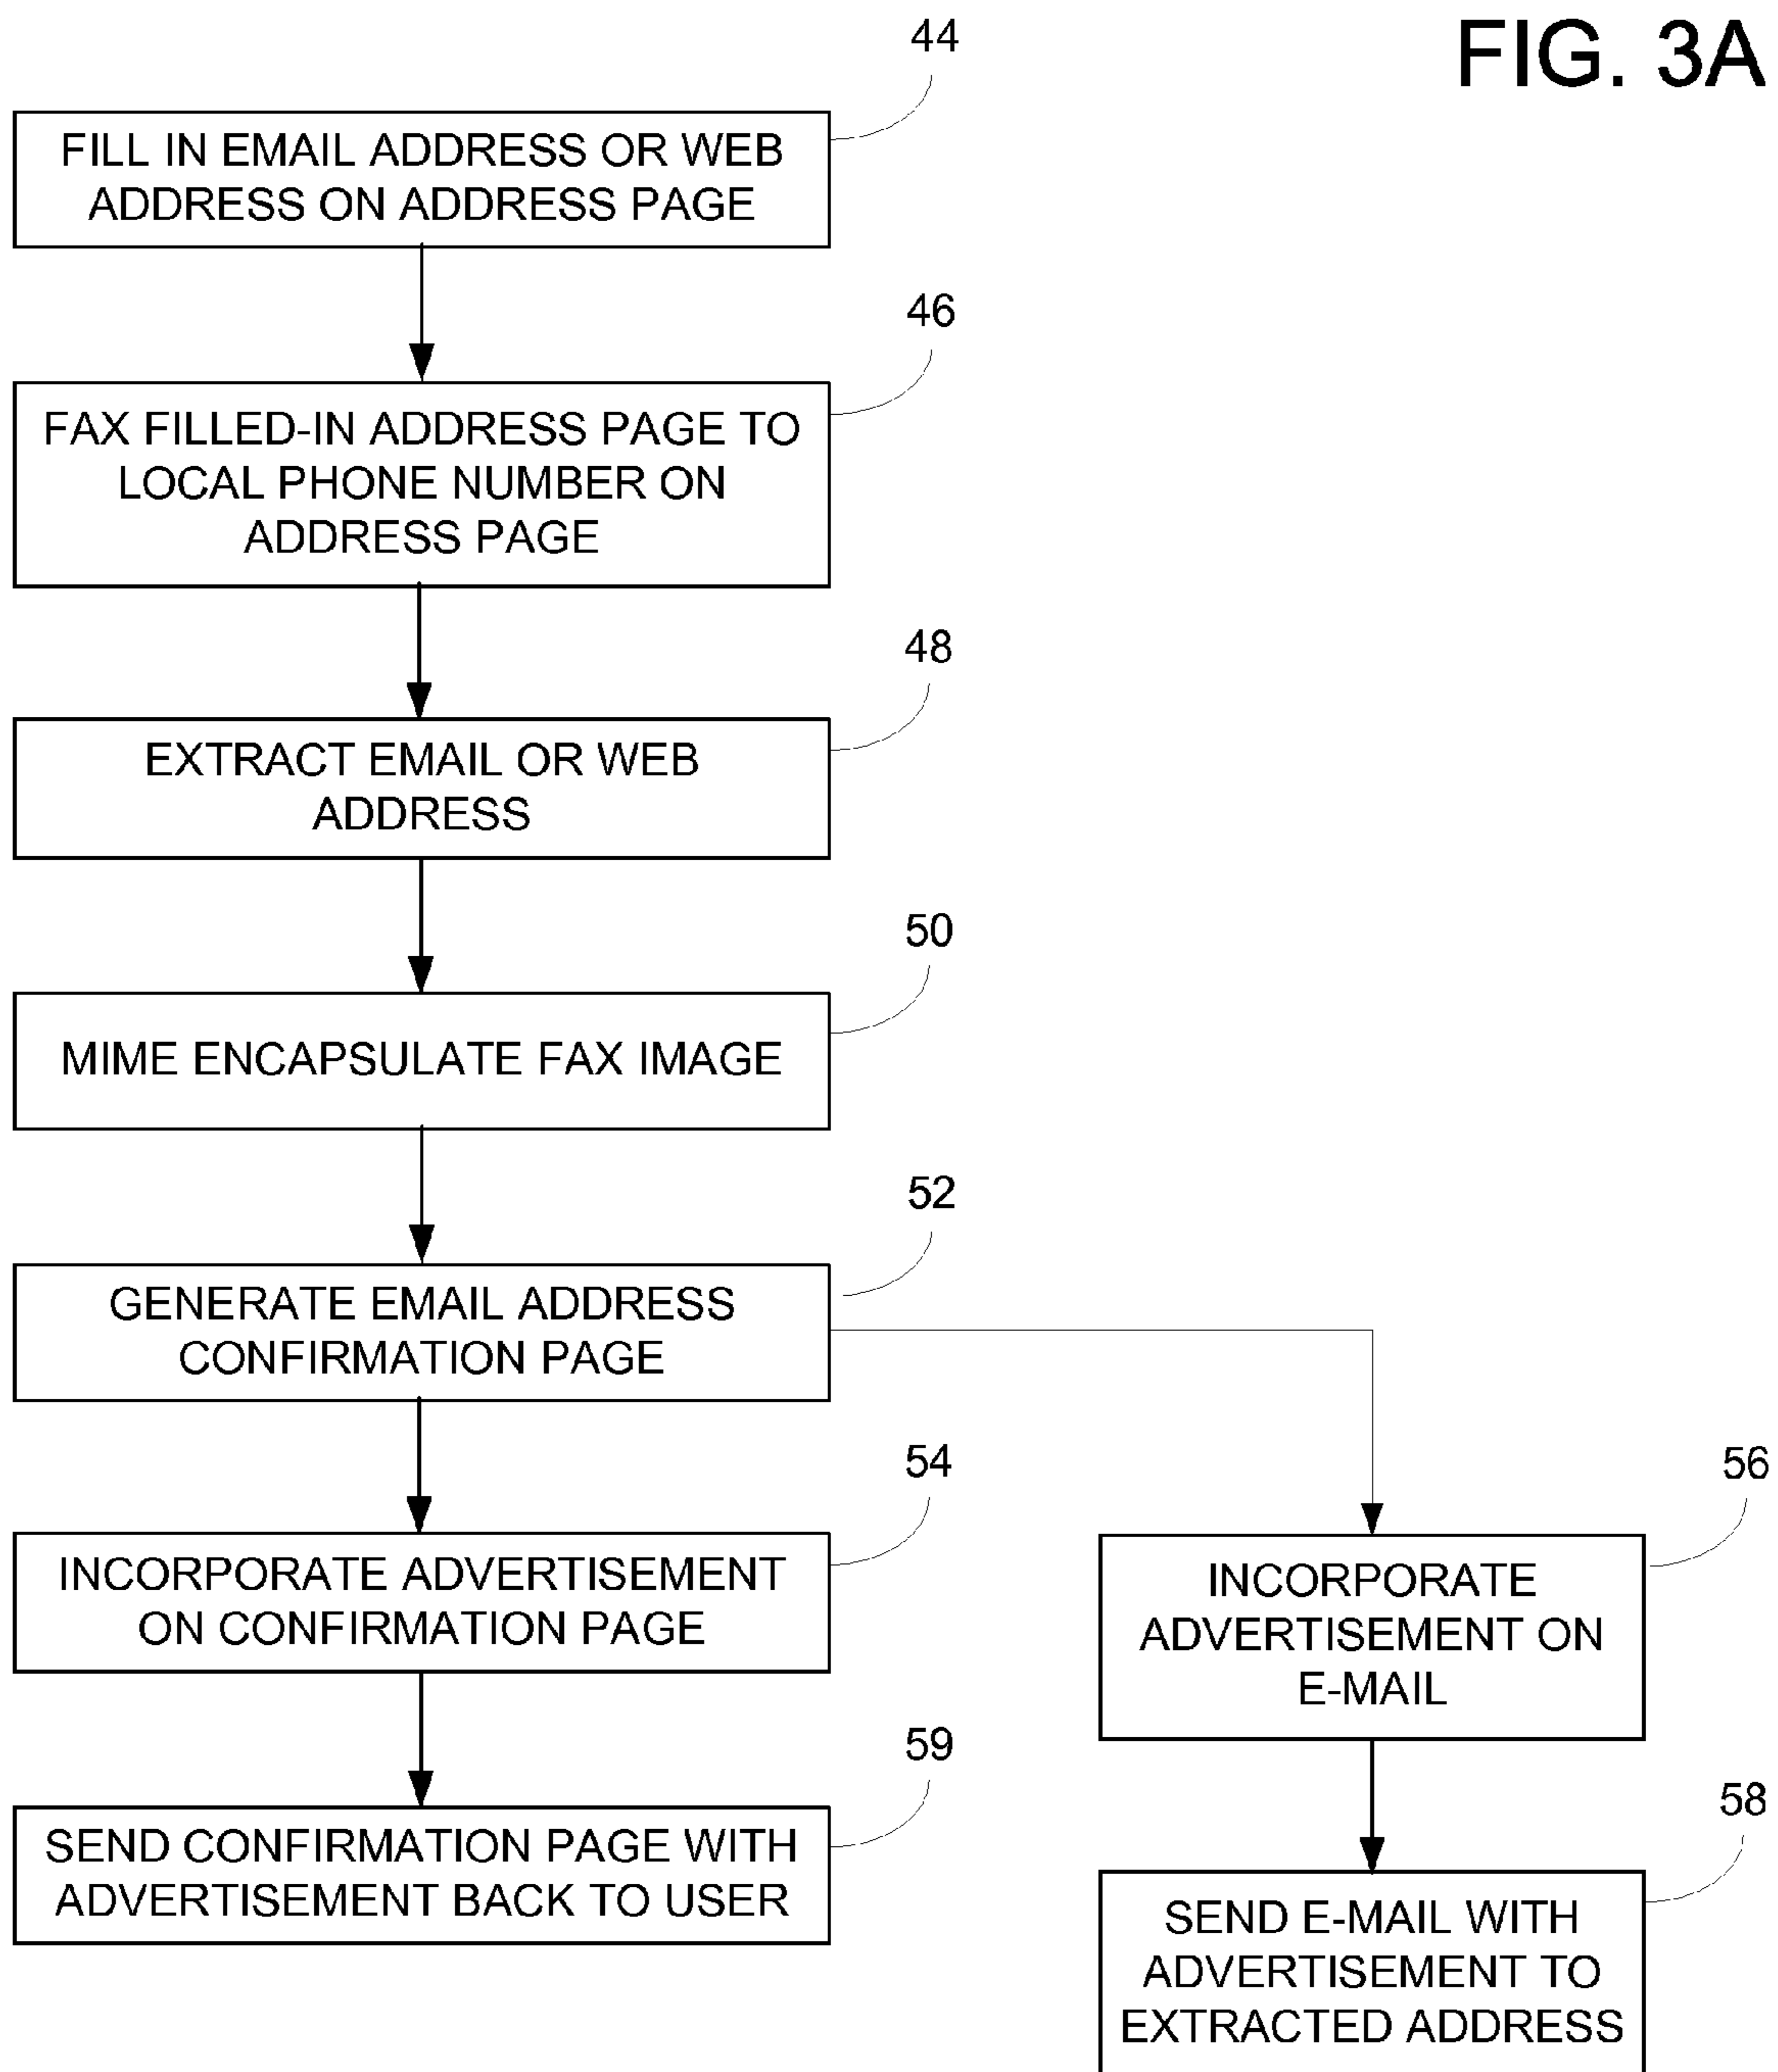 FIG. 3A
44
FILL IN EMAIL ADDRESS OR WEB
ADDRESS ON ADDRESS PAGE
46
FAX FILLED-IN ADDRESS PAGE TO
LOCAL PHONE NUMBER ON
ADDRESS PAGE
48
EXTRACT EMAIL OR WEB
ADDRESS
50
MIME ENCAPSULATE FAX IMAGE
52
GENERATE EMAIL ADDRESS
CONFIRMATION PAGE
54
INCORPORATE ADVERTISEMENT
ON CONFIRMATION PAGE
59
SEND CONFIRMATION PAGE WITH
ADVERTISEMENT BACK TO USER
56
INCORPORATE
ADVERTISEMENT ON
E-MAIL
58
SEND E-MAIL WITH
ADVERTISEMENT TO
EXTRACTED ADDRESS